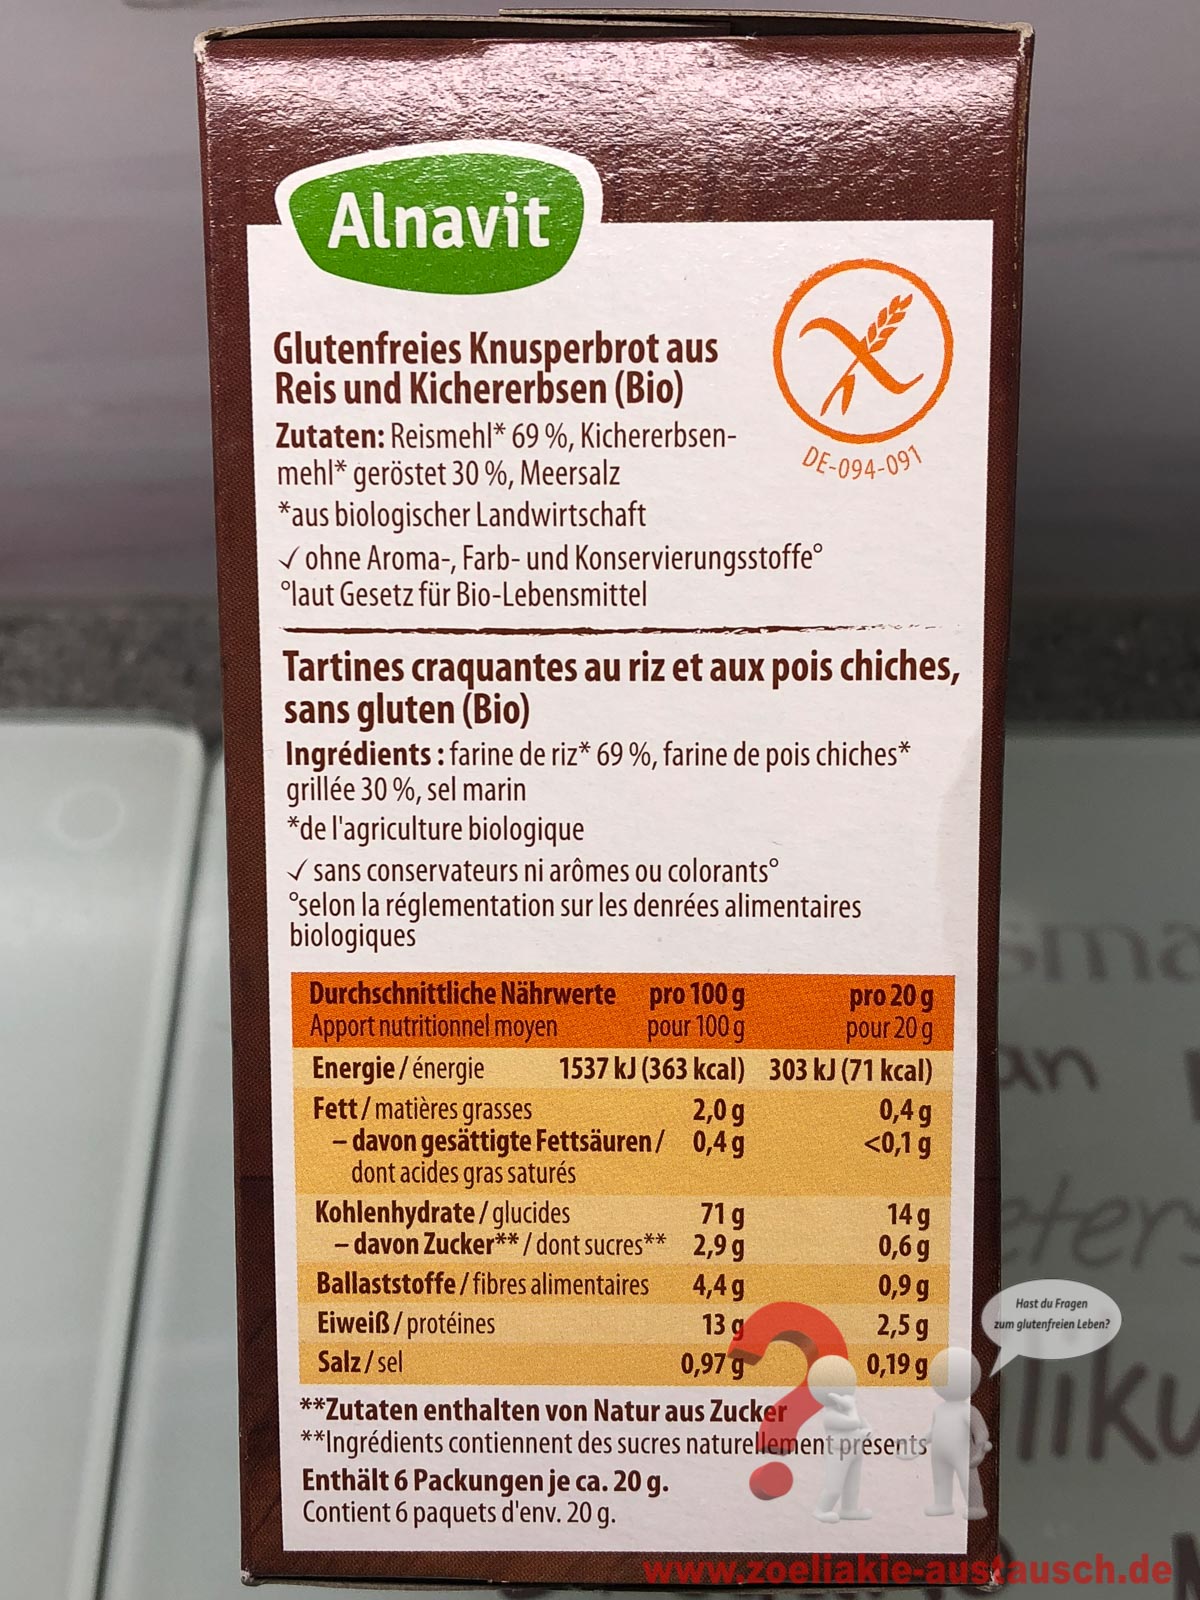 Alnavit
Glutenfreies Knusperbrot aus
Reis und Kichererbsen (Bio)
Zutaten: Reismehl* 69 %, Kichererbsen-
mehl* geröstet 30 %, Meersalz
*aus biologischer Landwirtschaft
✓ ohne Aroma-, Farb- und Konservierungsstoffe°
°laut Gesetz für Bio-Lebensmittel
DE-094-091
Tartines craquantes au riz et aux pois chiches,
sans gluten (Bio)
Ingrédients : farine de riz* 69 %, farine de pois chiches*
grillée 30 %, sel marin
*de l'agriculture biologique
✓ sans conservateurs ni arômes ou colorants°
°selon la réglementation sur les denrées alimentaires
biologiques
Durchschnittliche Nährwerte pro 100 g pro 20 g
Apport nutritionnel moyen pour 100 g pour 20 g
Energie / énergie 1537 kJ (363 kcal) 303 kJ (71 kcal)
Fett / matières grasses 2,0 g 0,4 g
– davon gesättigte Fettsäuren / 0,4 g <0,1 g
dont acides gras saturés
Kohlenhydrate / glucides 71 g 14 g
– davon Zucker** / dont sucres** 2,9 g 0,6 g
Ballaststoffe / fibres alimentaires 4,4 g 0,9 g
Eiweiß / protéines 13 g 2,5 g
Salz / sel 0,97 g 0,19 g
**Zutaten enthalten von Natur aus Zucker
**Ingrédients contiennent des sucres naturellement présents
Enthält 6 Packungen je ca. 20 g.
Contient 6 paquets d'env. 20 g.
Hast du Fragen
zum glutenfreien Leben?
www.zoeliakie-austausch.de